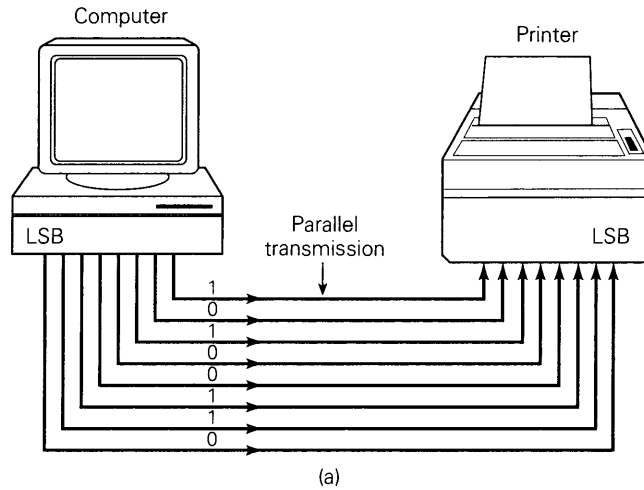 Computer
Printer
LSB
Parallel
transmission
LSB
1
0
1
0
0
1
1
0
(a)